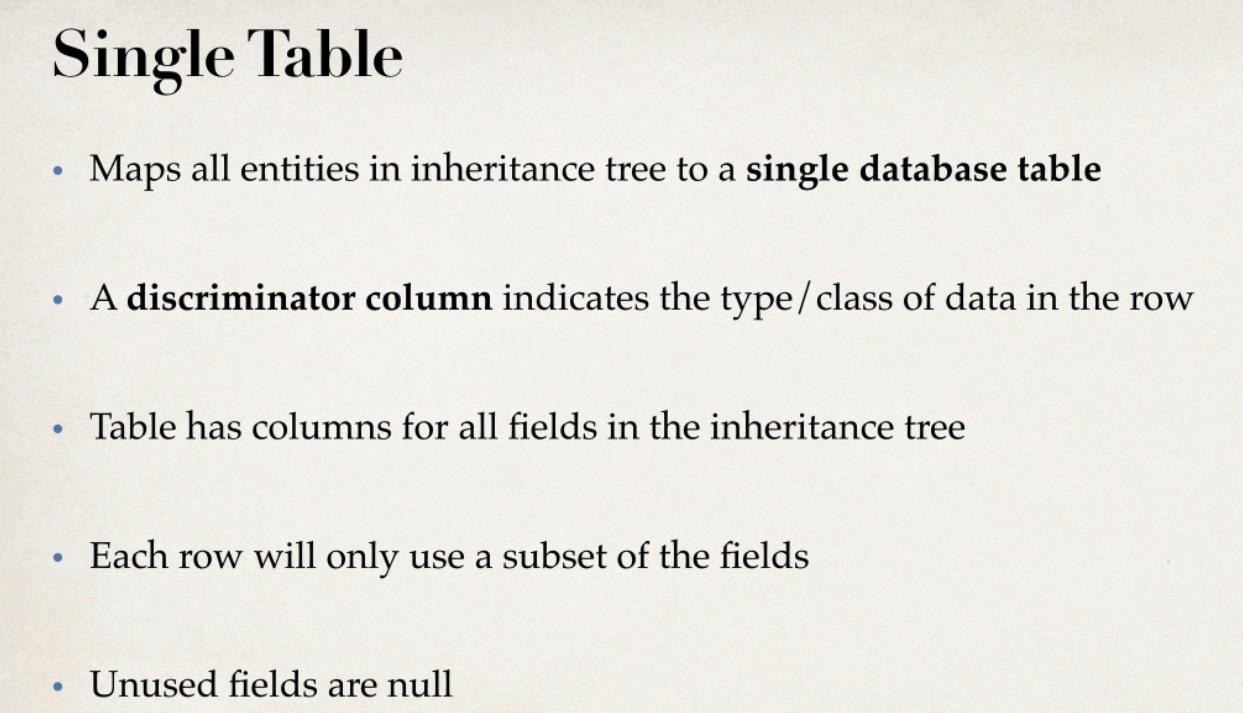 Single Table
• Maps all entities in inheritance tree to a single database table
• A discriminator column indicates the type/class of data in the row
• Table has columns for all fields in the inheritance tree
• Each row will only use a subset of the fields
• Unused fields are null